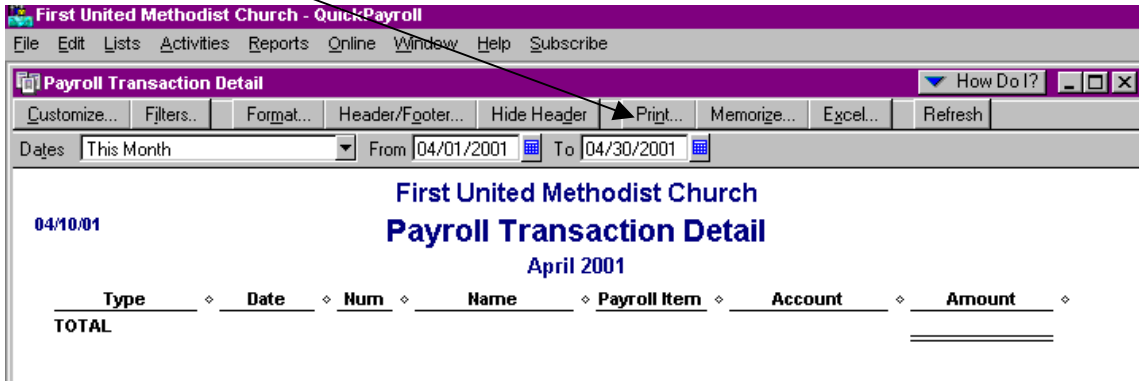 First United Methodist Church - QuickPayroll
File Edit Lists Activities Reports Online Window Help Subscribe
Payroll Transaction Detail How Do I?
Customize... Filters.. Format... Header/Footer... Hide Header Print... Memorize... Excel... Refresh
Dates This Month From 04/01/2001 To 04/30/2001
First United Methodist Church
04/10/01 Payroll Transaction Detail
April 2001
Type Date Num Name Payroll Item Account Amount
TOTAL